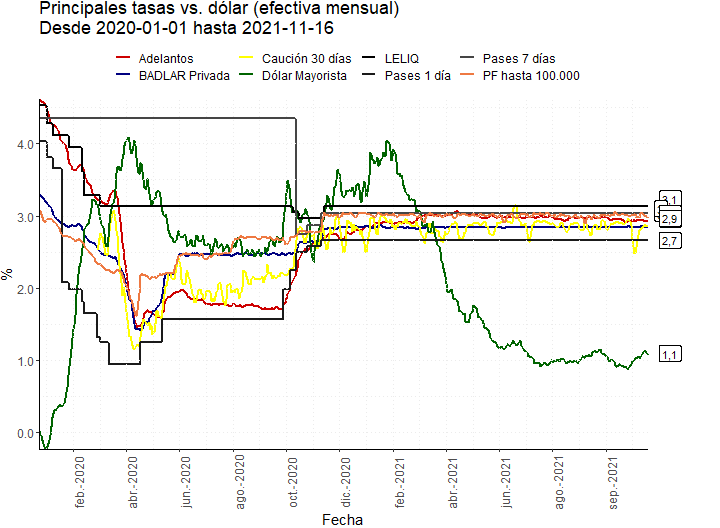 Principales tasas vs. dólar (efectiva mensual)
Desde 2020-01-01 hasta 2021-11-16
Adelantos Caución 30 días LELIQ Pases 7 días
BADLAR Privada Dólar Mayorista Pases 1 día PF hasta 100.000
%
4.0
3.0
2.0
1.0
0.0
3,1
2,9
2,7
1,1
feb.-2020 abr.-2020 jun.-2020 ago.-2020 oct.-2020 dic.-2020 feb.-2021 abr.-2021 jun.-2021 ago.-2021 sep.-2021
Fecha